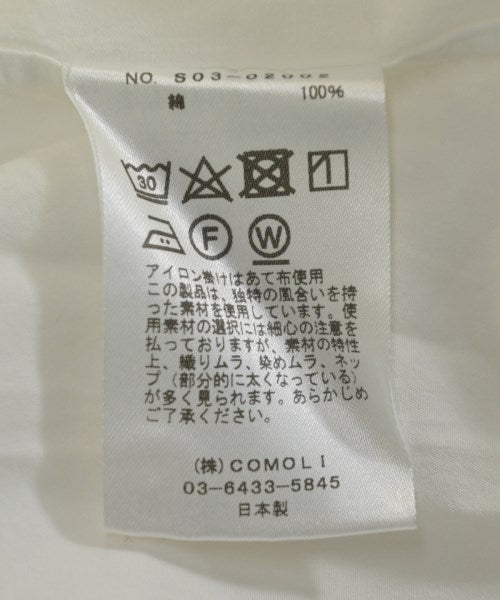 NO. S03-02002
綿 100%
30
F W
アイロン掛けはあて布使用
この製品は、独特の風合いを持
った素材を使用しています。使
用素材の選択には細心の注意を
払っておりますが、素材の特性
上、織りムラ、染めムラ、ネッ
プ(部分的に太くなっている)
が多く見られます。あらかじめ
ご了承ください。
(株)COMOLI
03-6433-5845
日本製